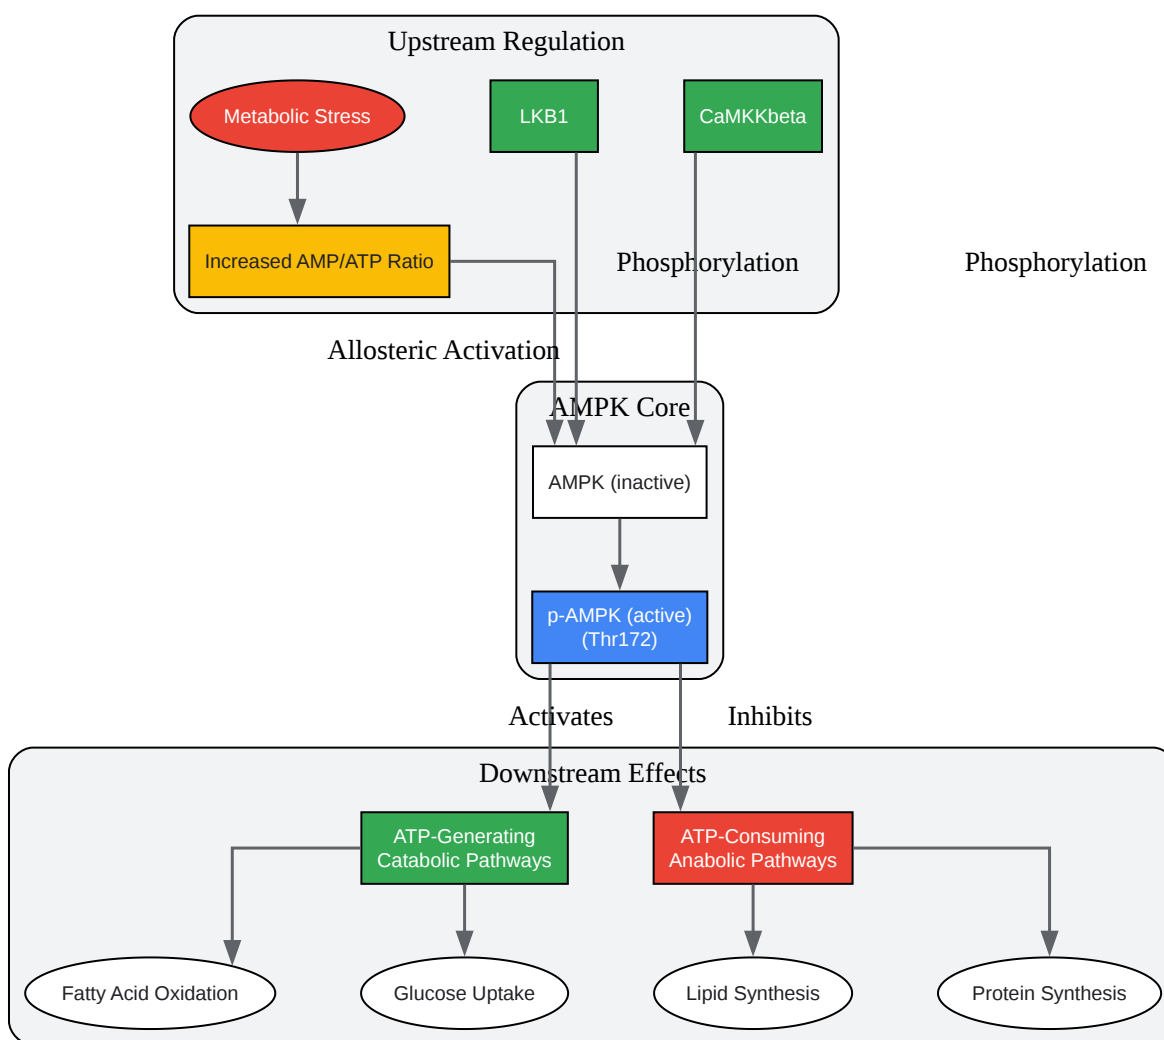 Upstream Regulation
Metabolic Stress
LKB1
CaMKKbeta
Increased AMP/ATP Ratio
Phosphorylation
Phosphorylation
Allosteric Activation
AMPK Core
AMPK (inactive)
p-AMPK (active)
(Thr172)
Activates
Inhibits
Downstream Effects
ATP-Generating
Catabolic Pathways
ATP-Consuming
Anabolic Pathways
Fatty Acid Oxidation
Glucose Uptake
Lipid Synthesis
Protein Synthesis